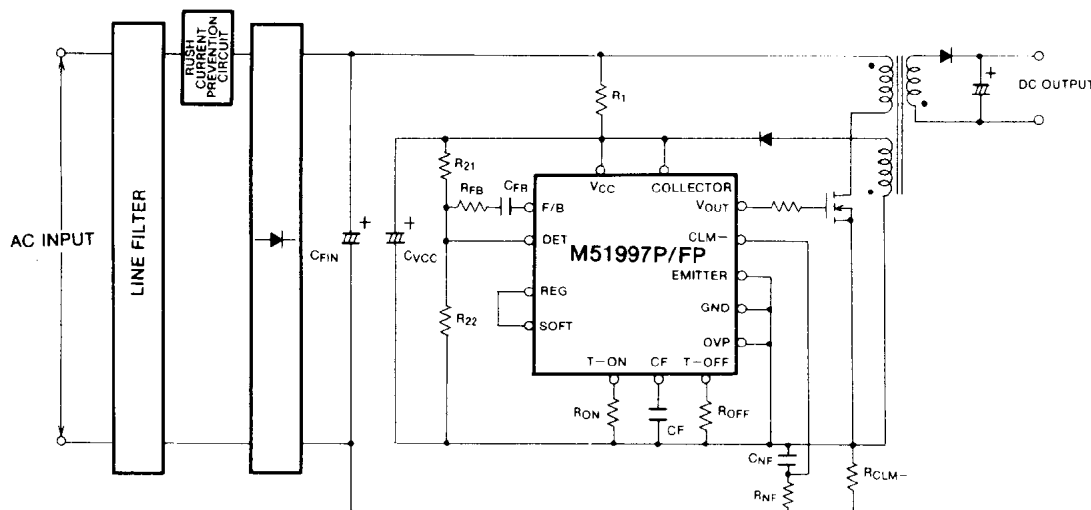 AC INPUT
LINE FILTER
RUSH
CURRENT
PREVENTION
CIRCUIT
CFIN
+
CVCC
+
R1
R21
RFB
CFB
R22
VCC
COLLECTOR
F/B
VOUT
DET
CLM-
M51997P/FP
EMITTER
REG
GND
SOFT
OVP
T-ON
CF
T-OFF
RON
CF
ROFF
CNF
RNF
RCLM-
+
DC OUTPUT